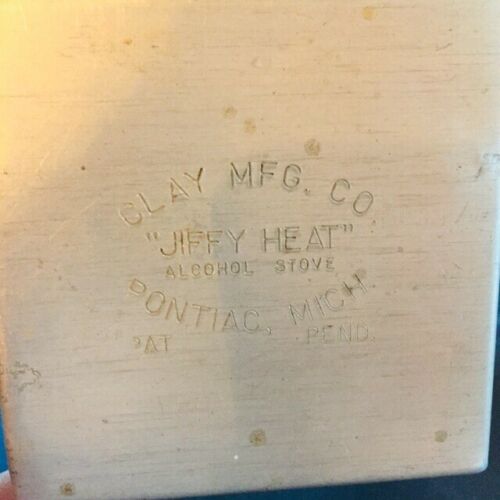 CLAY MFG. CO
"JIFFY HEAT"
ALCOHOL STOVE
PONTIAC, MICH.
PAT PEND.